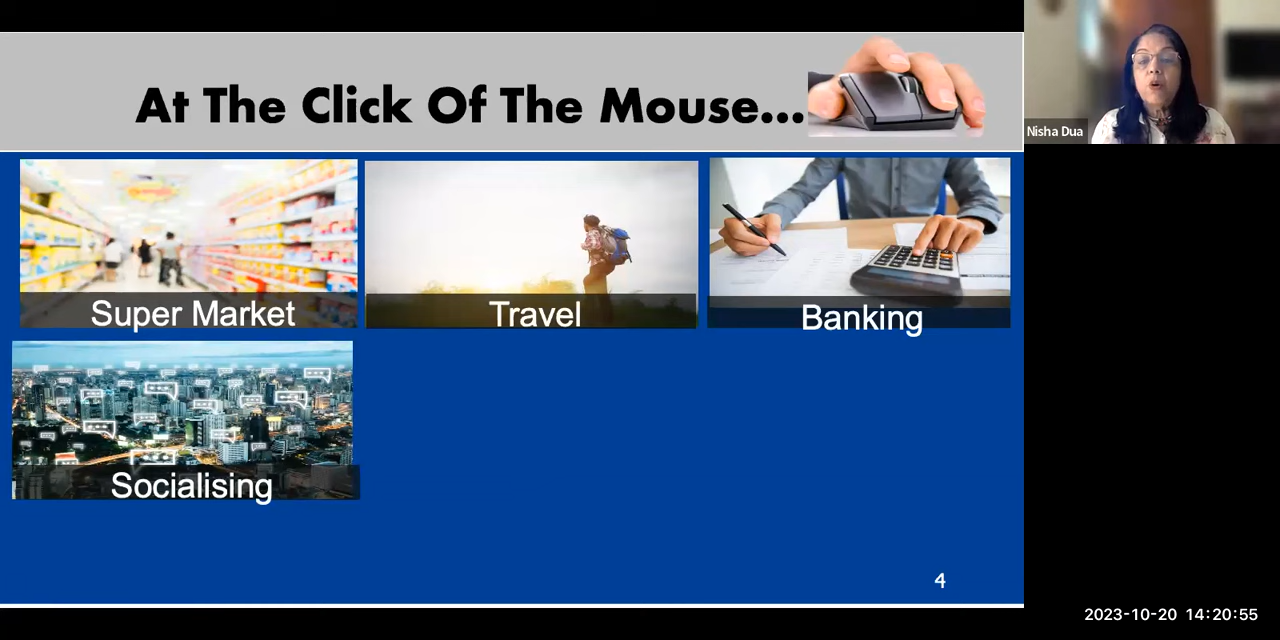 At The Click Of The Mouse...
Nisha Dua
Super Market
Travel
Banking
Socialising
4
2023-10-20 14:20:55